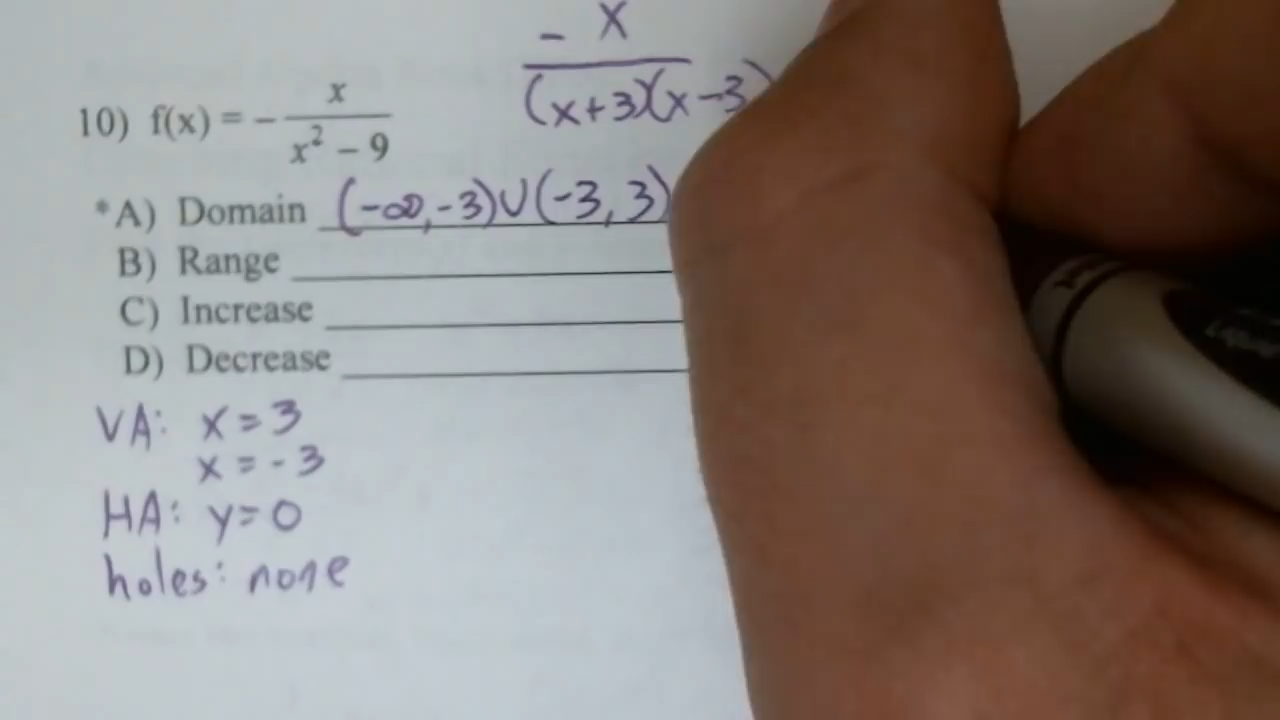 - x
(x+3)(x-3)
10) f(x) = - x
x² - 9
*A) Domain (-∞,-3)∪(-3,3)
B) Range
C) Increase
D) Decrease
VA: x = 3
x = -3
HA: y=0
holes: none